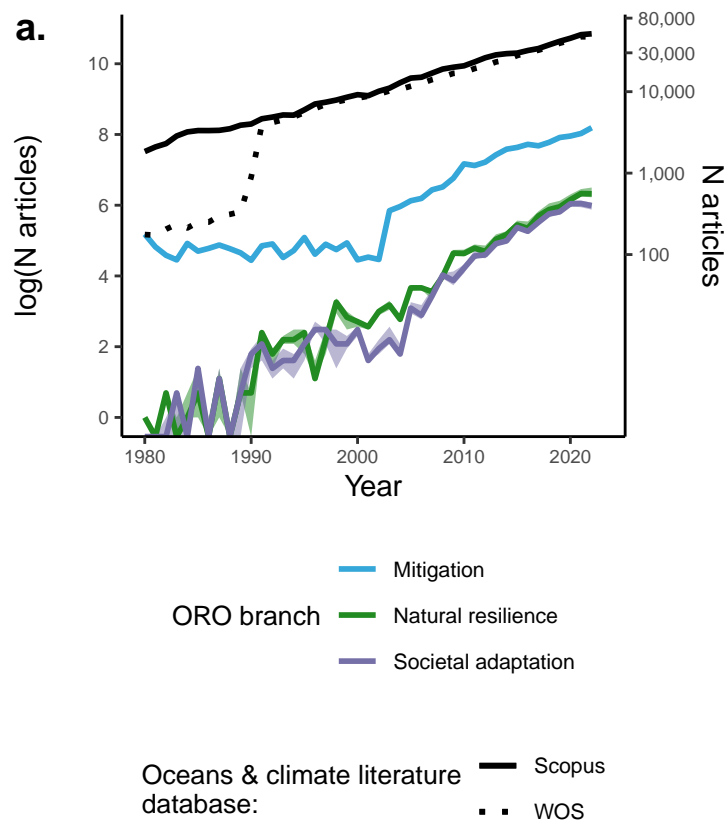 a.
log(N articles)
10
8
6
4
2
0
80,000
30,000
10,000
1,000
100
N articles
1980
1990
2000
2010
2020
Year
ORO branch
Mitigation
Natural resilience
Societal adaptation
Oceans & climate literature
database:
Scopus
WOS